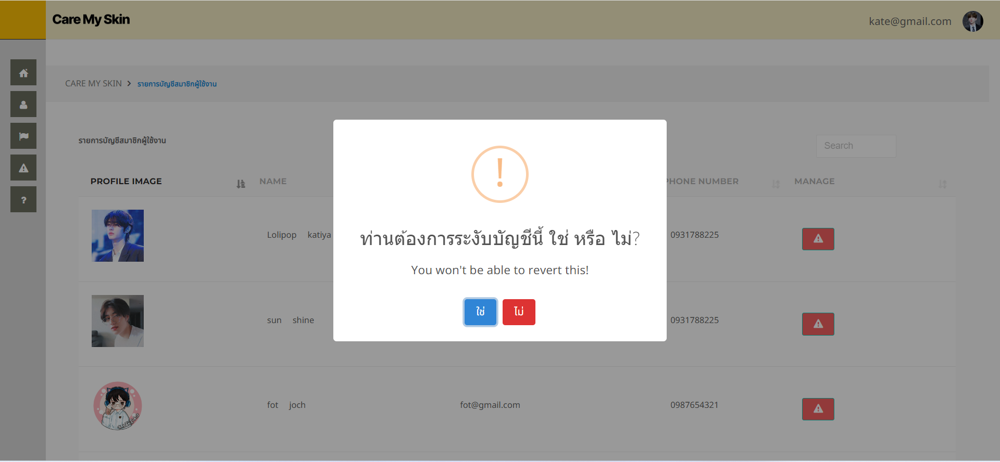 Care My Skin
kate@gmail.com
CARE MY SKIN > รายการบัญชีสมาชิกผู้ใช้งาน
รายการบัญชีสมาชิกผู้ใช้งาน
Search
PROFILE IMAGE NAME PHONE NUMBER MANAGE
Lolipop katiya 0931788225
sun shine 0931788225
fot joch fot@gmail.com 0987654321
!
ท่านต้องการระงับบัญชีนี้ ใช่ หรือ ไม่?
You won't be able to revert this!
ใช่ ไม่
?